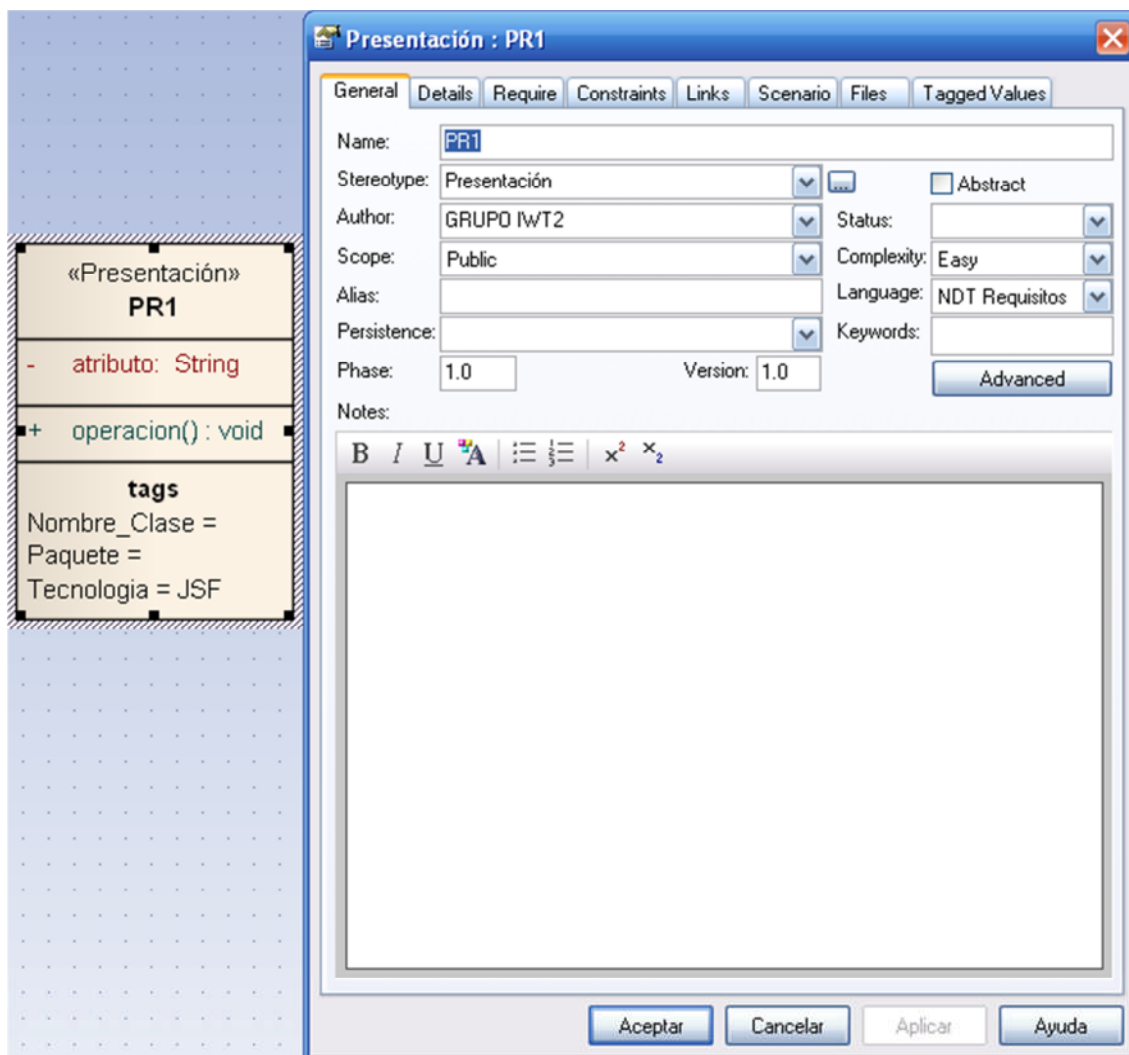 «Presentación»
PR1
- atributo: String
+ operacion() : void
tags
Nombre_Clase =
Paquete =
Tecnologia = JSF
Presentación : PR1
General Details Require Constraints Links Scenario Files Tagged Values
Name: PR1
Stereotype: Presentación ... Abstract
Author: GRUPO IWT2 Status:
Scope: Public Complexity: Easy
Alias: Language: NDT Requisitos
Persistence: Keywords:
Phase: 1.0 Version: 1.0 Advanced
Notes:
B I U A x² x₂
Aceptar Cancelar Aplicar Ayuda